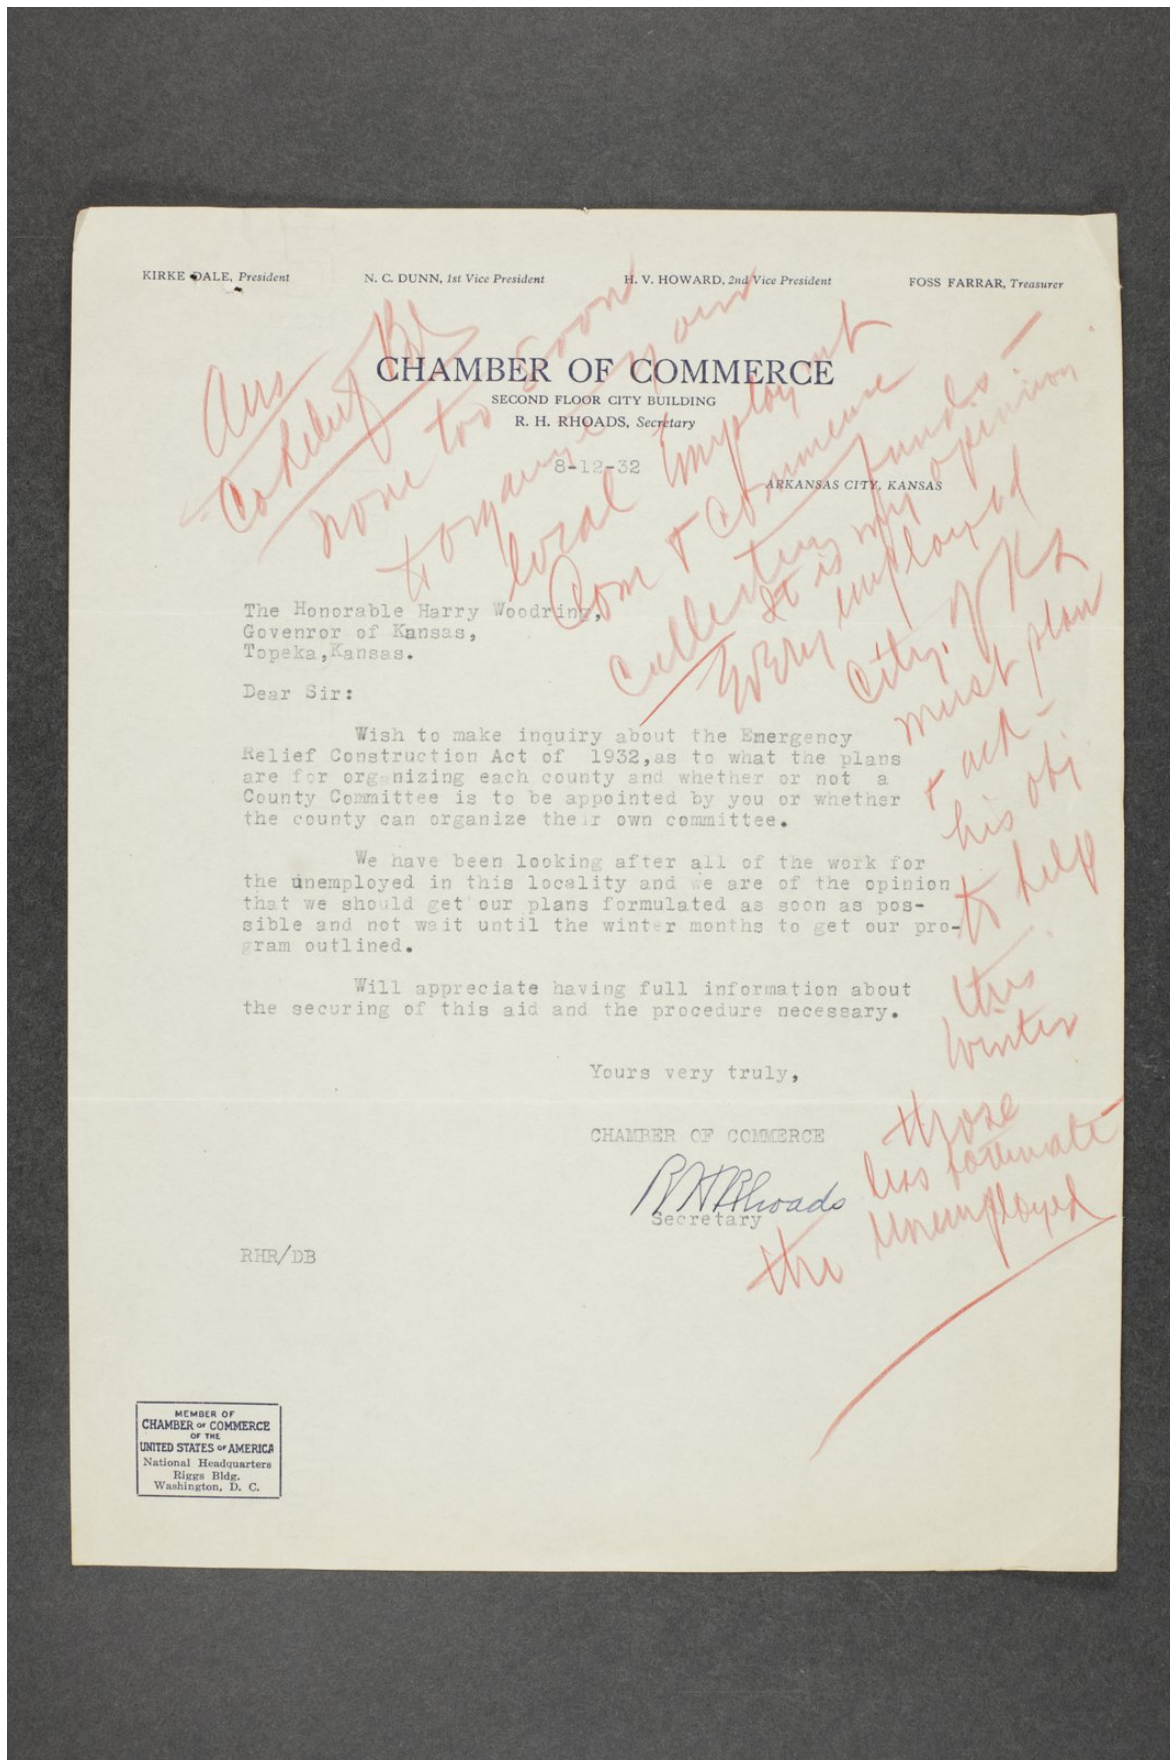 KIRKE DALE, President N. C. DUNN, 1st Vice President H. V. HOWARD, 2nd Vice President FOSS FARRAR, Treasurer
CHAMBER OF COMMERCE
SECOND FLOOR CITY BUILDING
R. H. RHOADS, Secretary
8-12-32
ARKANSAS CITY, KANSAS
Ans
Co Relief
none too soon
to organize your
local Employment
Com & Commence
Collecting funds -
It is my opinion
Every employed
city. of Ks
must plan
& act -
his obj
to help
this
winter
those
less fortunate
the Unemployed
The Honorable Harry Woodring,
Govenror of Kansas,
Topeka,Kansas.
Dear Sir:
Wish to make inquiry about the Emergency
Relief Construction Act of 1932,as to what the plans
are for organizing each county and whether or not a
County Committee is to be appointed by you or whether
the county can organize their own committee.
We have been looking after all of the work for
the unemployed in this locality and we are of the opinion
that we should get our plans formulated as soon as pos-
sible and not wait until the winter months to get our pro-
gram outlined.
Will appreciate having full information about
the securing of this aid and the procedure necessary.
Yours very truly,
CHAMBER OF COMMERCE
R H Rhoads
Secretary
RHR/DB
MEMBER OF
CHAMBER OF COMMERCE
OF THE
UNITED STATES OF AMERICA
National Headquarters
Riggs Bldg.
Washington, D. C.